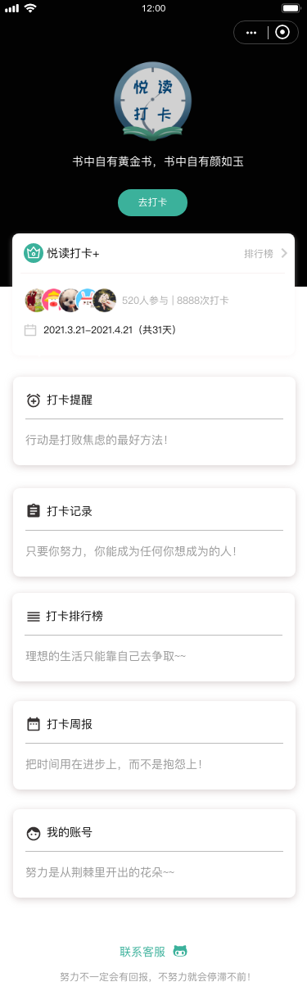 12:00
悦 读
打 卡
书中自有黄金书，书中自有颜如玉
去打卡
悦读打卡+ 排行榜
520人参与 | 8888次打卡
2021.3.21-2021.4.21（共31天）
打卡提醒
行动是打败焦虑的最好方法！
打卡记录
只要你努力，你能成为任何你想成为的人！
打卡排行榜
理想的生活只能靠自己去争取~~
打卡周报
把时间用在进步上，而不是抱怨上！
我的账号
努力是从荆棘里开出的花朵~~
联系客服
努力不一定会有回报，不努力就会停滞不前！